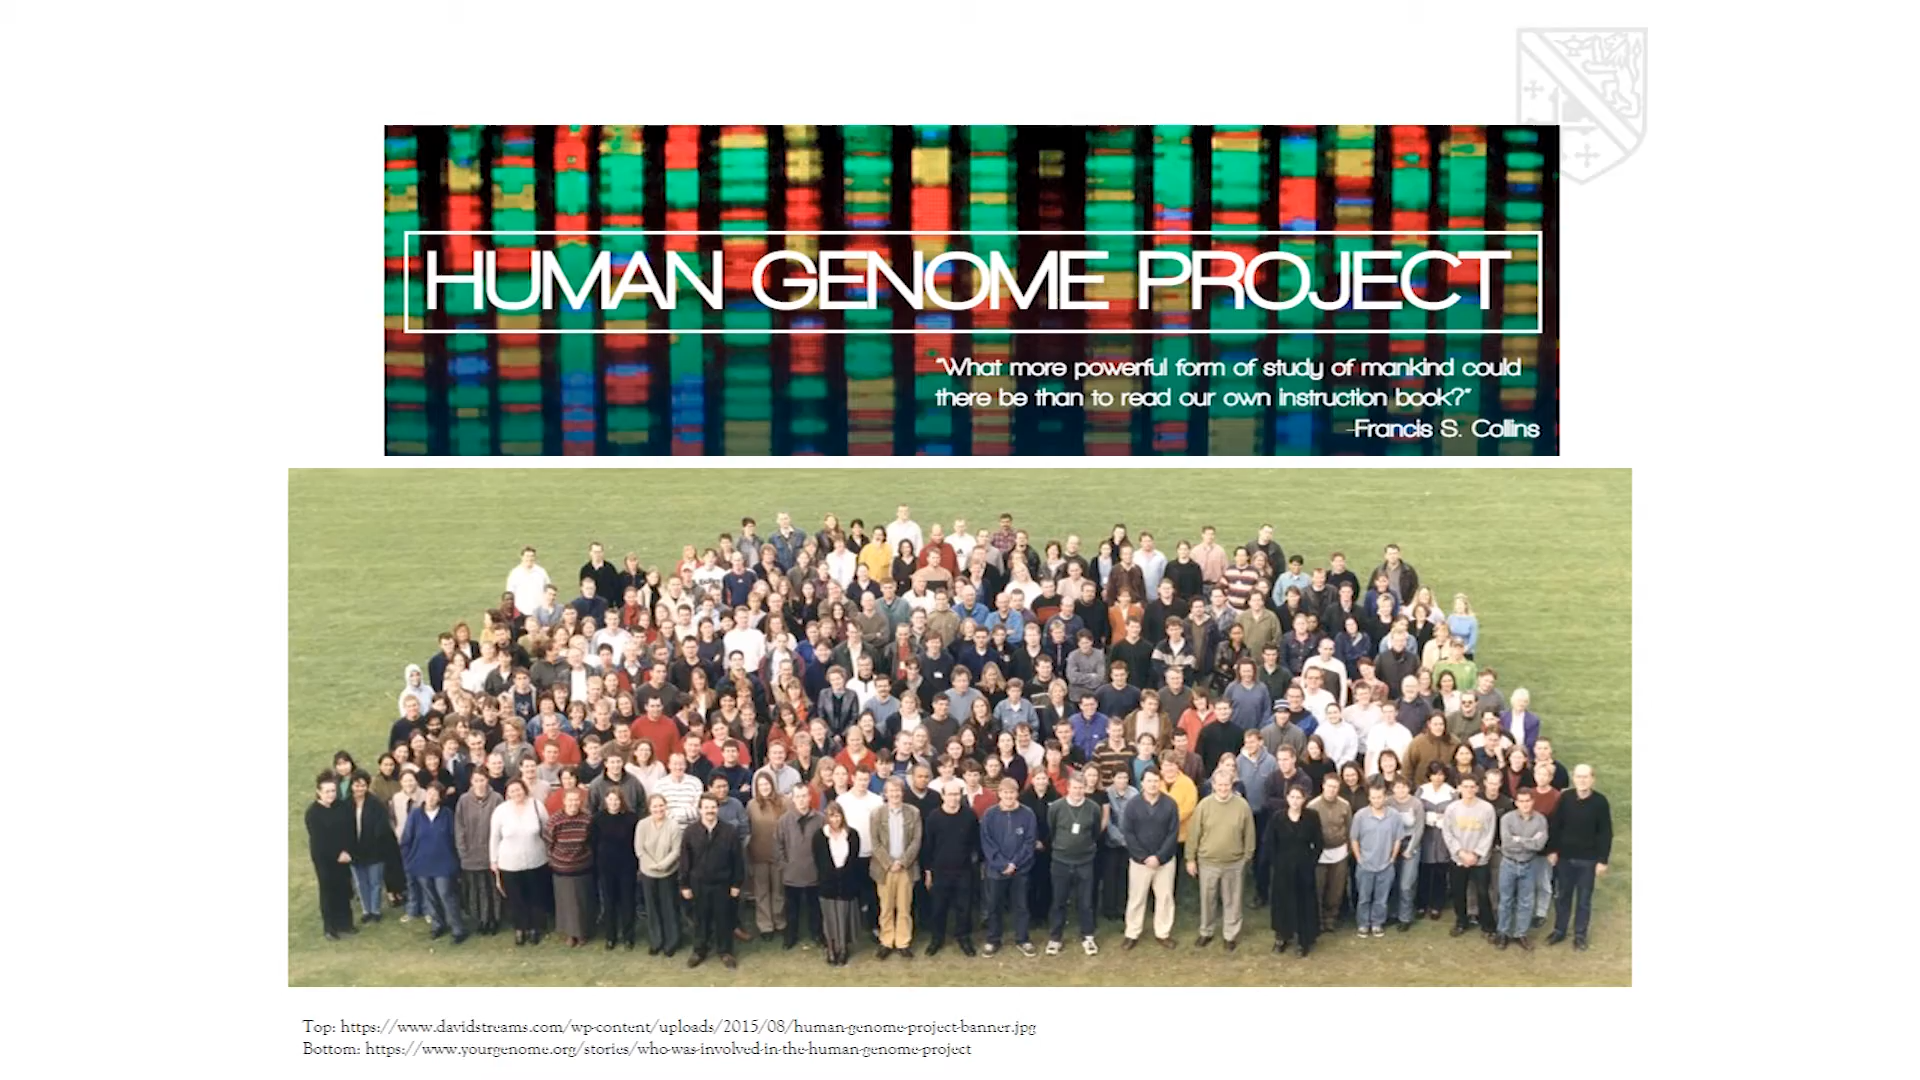 HUMAN GENOME PROJECT
"What more powerful form of study of mankind could
there be than to read our own instruction book?"
-Francis S. Collins
Top: https://www.davidstreams.com/wp-content/uploads/2015/08/human-genome-project-banner.jpg
Bottom: https://www.yourgenome.org/stories/who-was-involved-in-the-human-genome-project